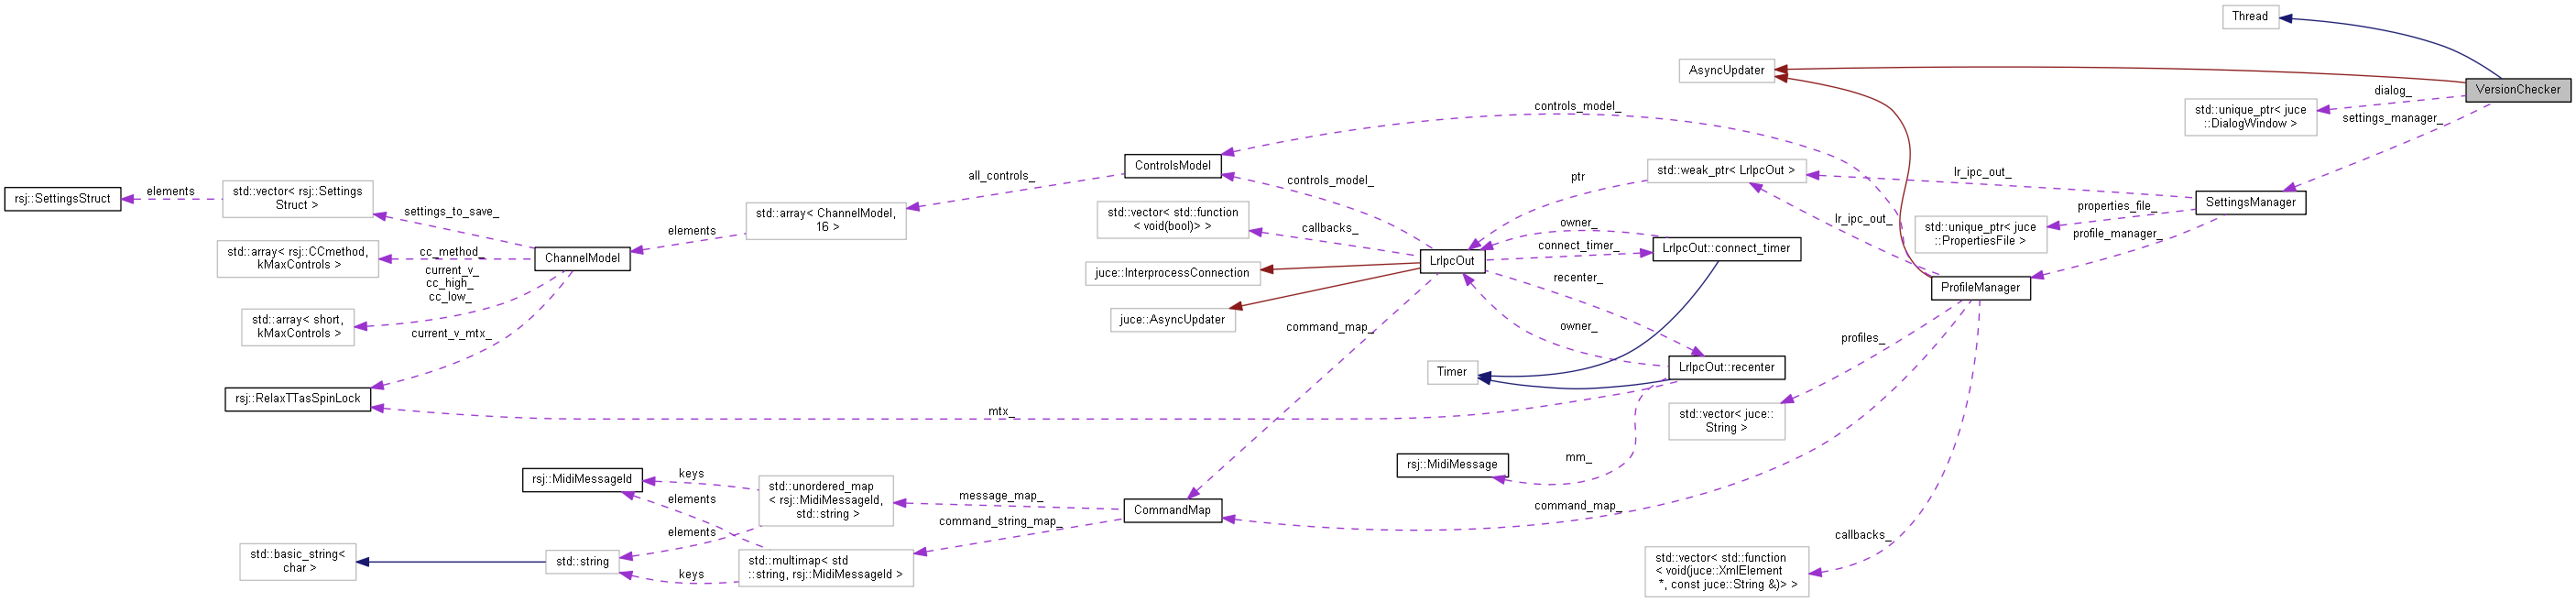 Thread
AsyncUpdater
VersionChecker
dialog_
std::unique_ptr< juce
::DialogWindow >
settings_manager_
controls_model_
ControlsModel
all_controls_
std::weak_ptr< LrIpcOut >
ptr
lr_ipc_out_
controls_model_
rsj::SettingsStruct
elements
std::vector< rsj::Settings
Struct >
settings_to_save_
std::array< ChannelModel,
16 >
elements
std::vector< std::function
< void(bool)> >
callbacks_
owner_
lr_ipc_out_
SettingsManager
properties_file_
std::unique_ptr< juce
::PropertiesFile >
profile_manager_
std::array< rsj::CCmethod,
kMaxControls >
cc_method_
ChannelModel
current_v_
cc_high_
cc_low_
juce::InterprocessConnection
LrIpcOut
connect_timer_
LrIpcOut::connect_timer
recenter_
ProfileManager
std::array< short,
kMaxControls >
current_v_mtx_
juce::AsyncUpdater
command_map_
owner_
profiles_
Timer
LrIpcOut::recenter
rsj::RelaxTTasSpinLock
mtx_
std::vector< juce::
String >
rsj::MidiMessage
mm_
rsj::MidiMessageId
keys
elements
std::unordered_map
< rsj::MidiMessageId,
std::string >
message_map_
command_string_map_
CommandMap
command_map_
elements
keys
std::basic_string<
char >
std::string
std::multimap< std
::string, rsj::MidiMessageId >
callbacks_
std::vector< std::function
< void(juce::XmlElement
*, const juce::String &)> >